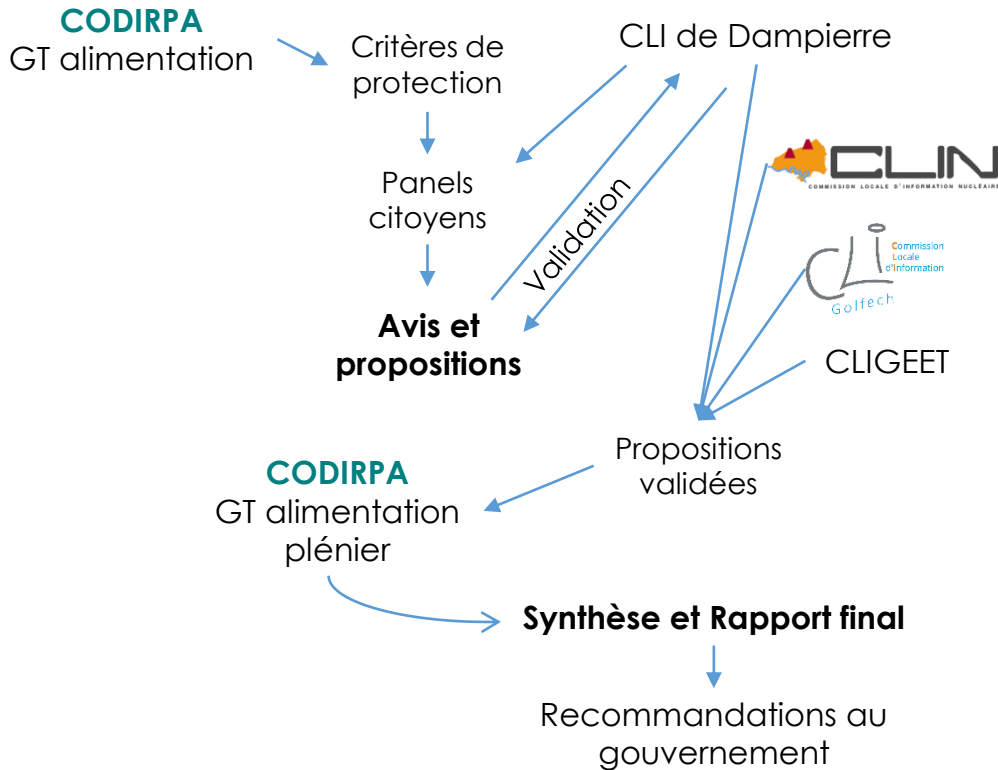 CODIRPA
GT alimentation
Critères de
protection
CLI de Dampierre
CLIN
COMMISSION LOCALE D'INFORMATION NUCLÉAIRE
Panels
citoyens
Validation
CLI
Commission
Locale
d'Information
Golfech
Avis et
propositions
CLIGEET
Propositions
validées
CODIRPA
GT alimentation
plénier
Synthèse et Rapport final
Recommandations au
gouvernement